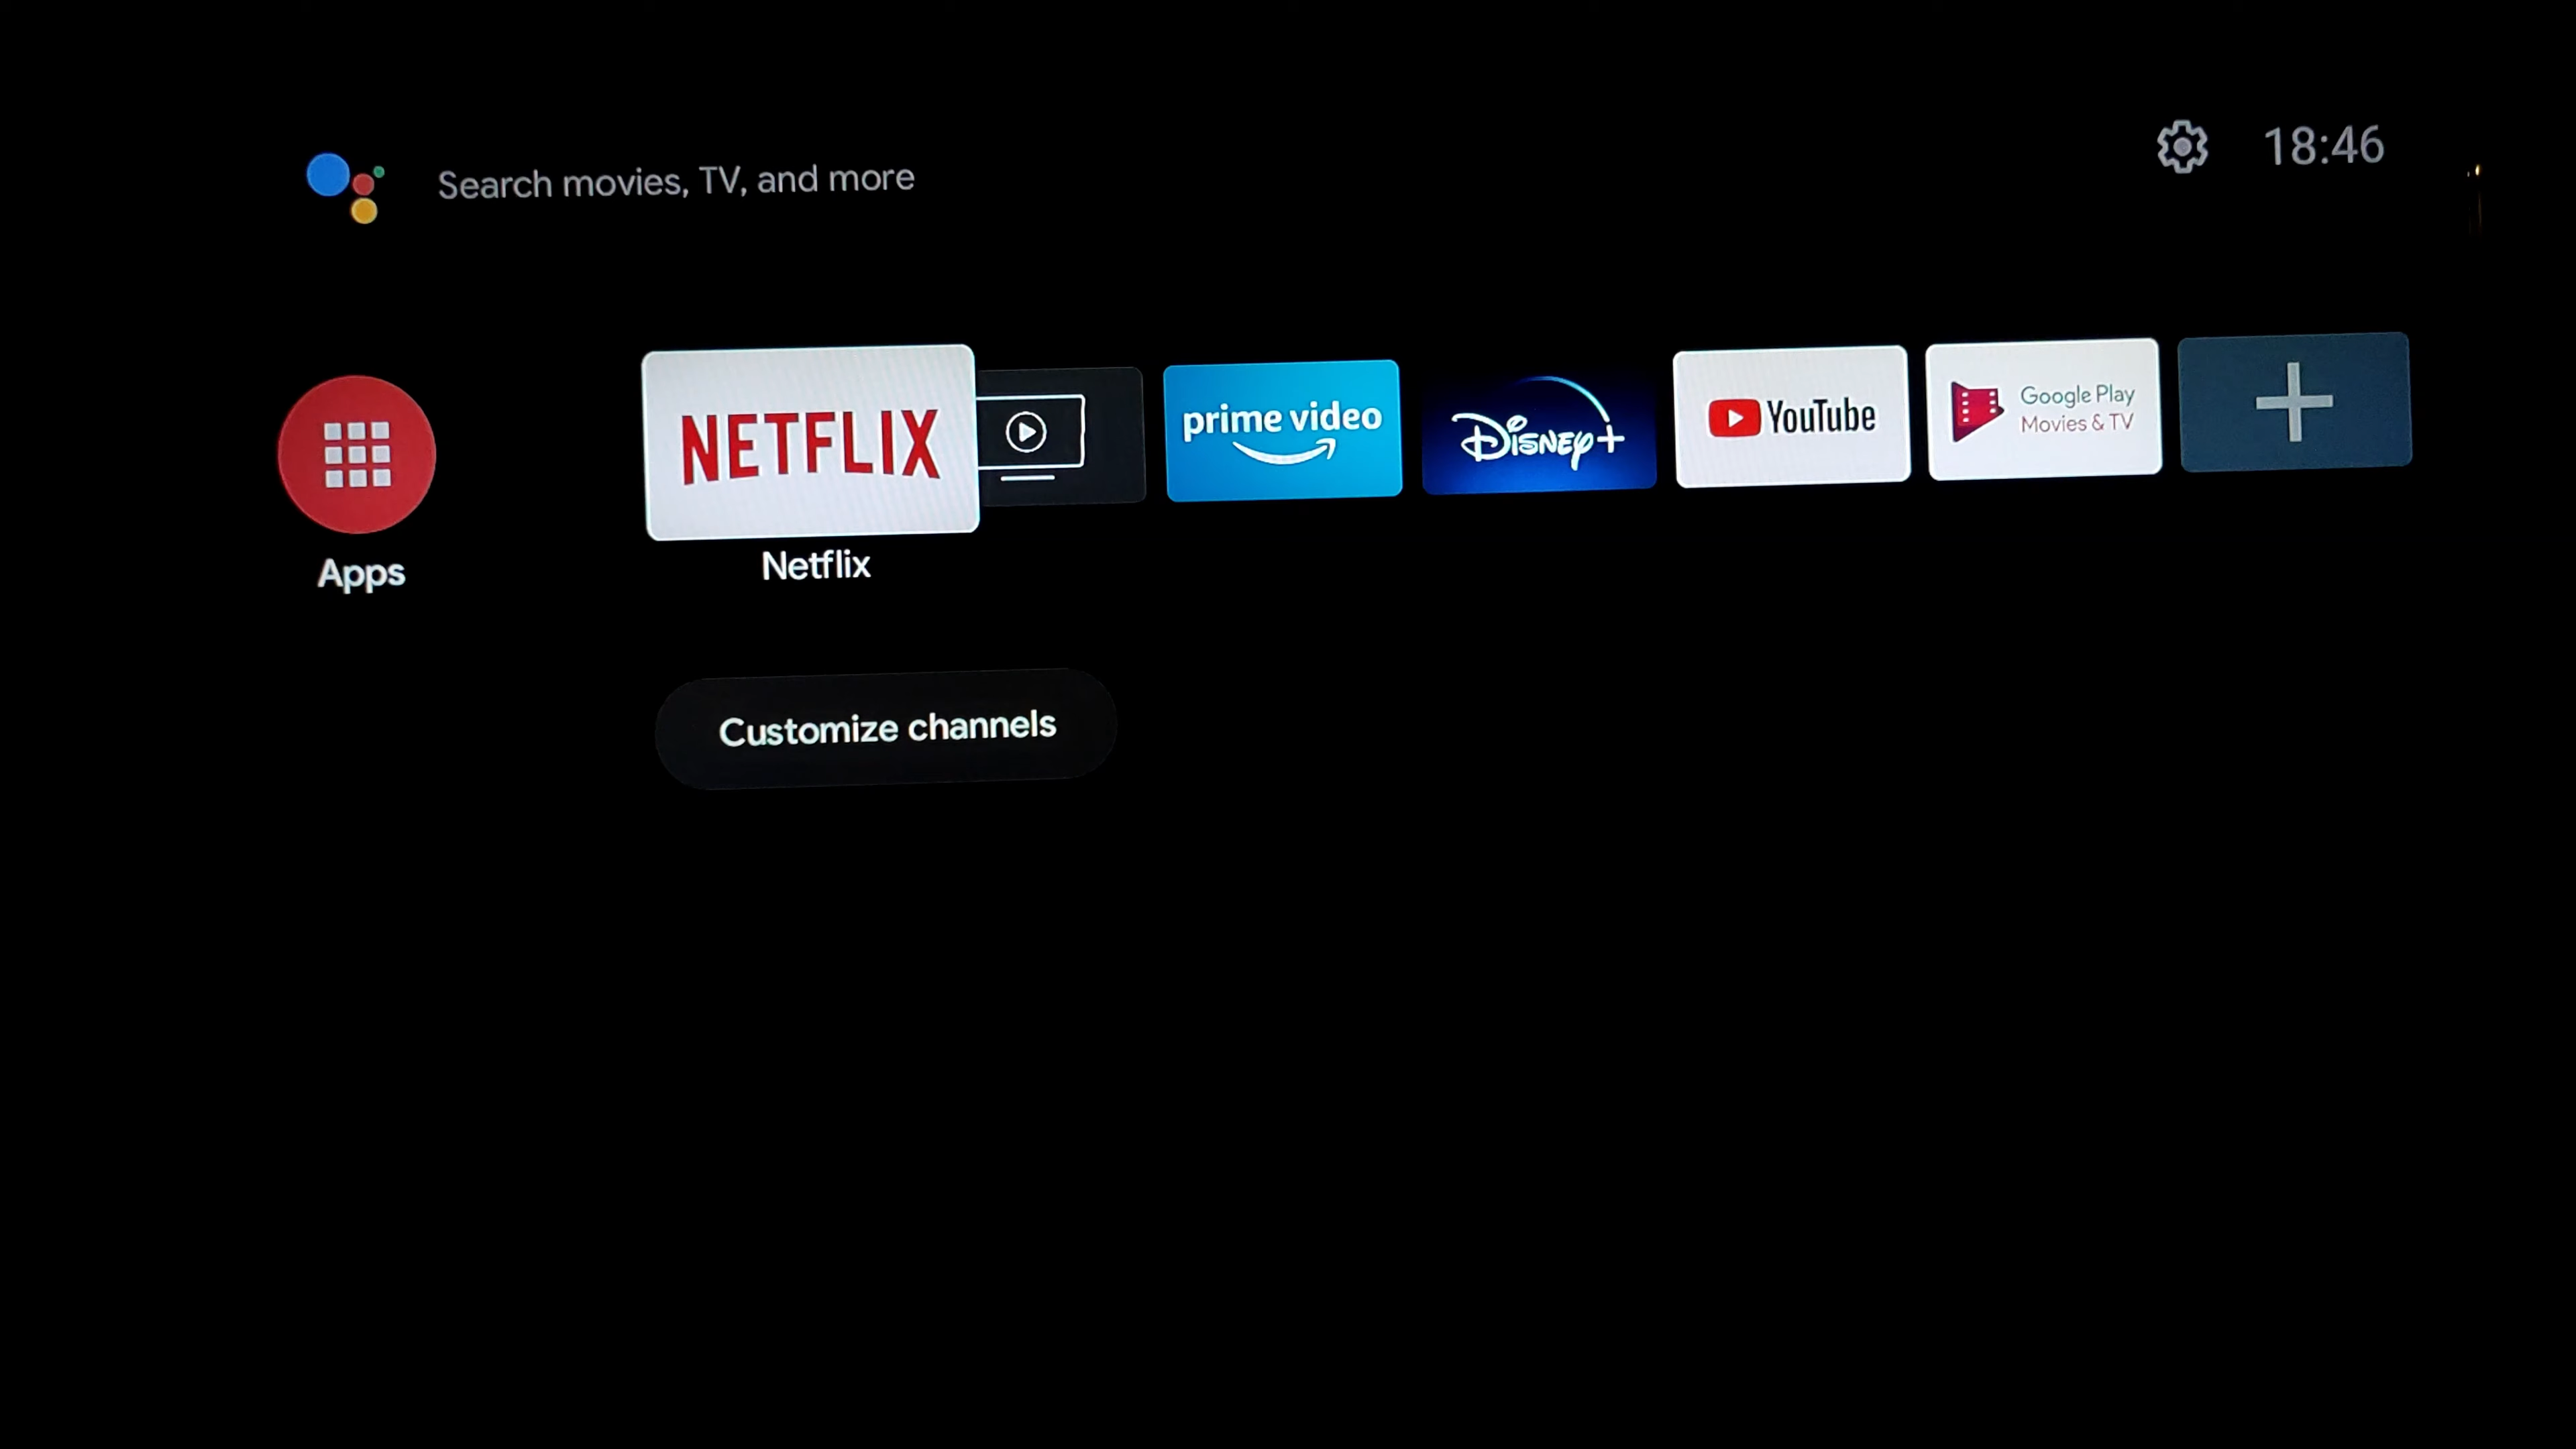 Search movies, TV, and more
18:46
NETFLIX
prime video
Disney+
YouTube
Google Play
Movies & TV
Apps
Netflix
Customize channels